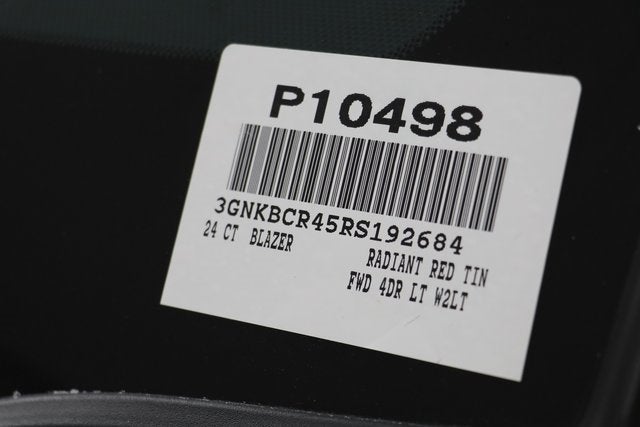 P10498
3GNKBCR45RS192684
24 CT BLAZER RADIANT RED TIN
FWD 4DR LT W2LT